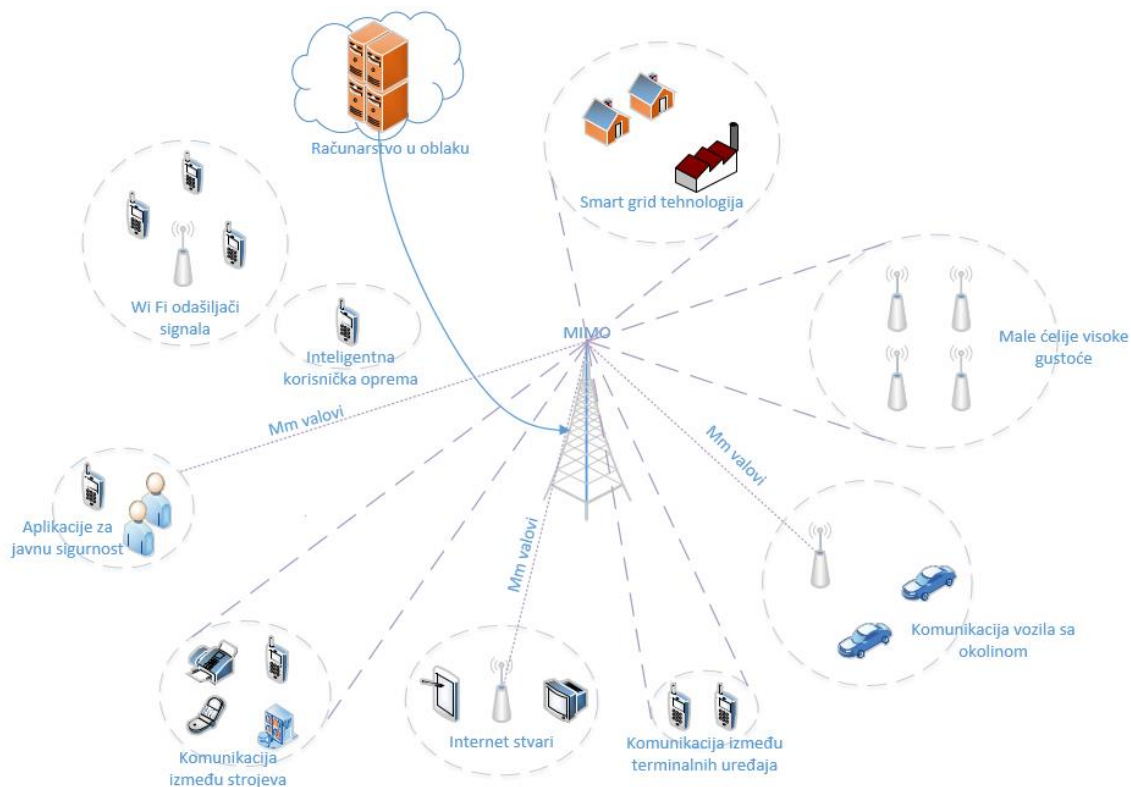 Računarstvo u oblaku
Smart grid tehnologija
Wi Fi odašiljači
signala
Inteligentna
korisnička oprema
MIMO
Male ćelije visoke
gustoće
Mm valovi
Mm valovi
Mm valovi
Aplikacije za
javnu sigurnost
Komunikacija vozila sa
okolinom
Komunikacija
između strojeva
Internet stvari
Komunikacija između
terminalnih uređaja